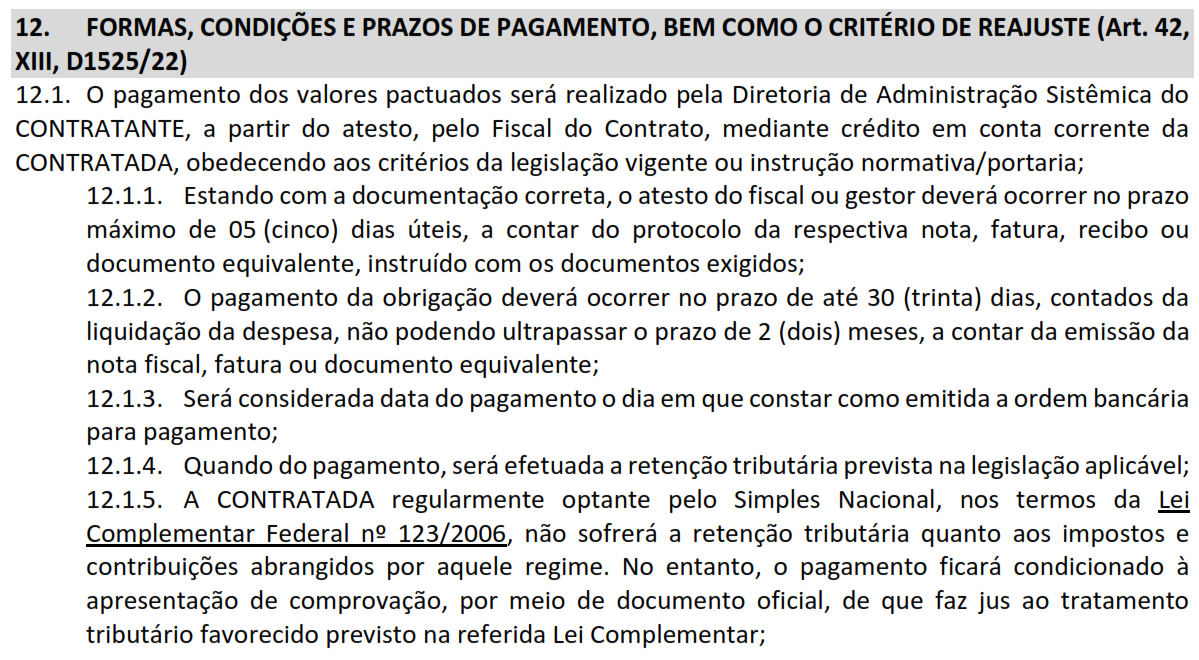 12. FORMAS, CONDIÇÕES E PRAZOS DE PAGAMENTO, BEM COMO O CRITÉRIO DE REAJUSTE (Art. 42,
XIII, D1525/22)
12.1. O pagamento dos valores pactuados será realizado pela Diretoria de Administração Sistêmica do
CONTRATANTE, a partir do atesto, pelo Fiscal do Contrato, mediante crédito em conta corrente da
CONTRATADA, obedecendo aos critérios da legislação vigente ou instrução normativa/portaria;
12.1.1. Estando com a documentação correta, o atesto do fiscal ou gestor deverá ocorrer no prazo
máximo de 05 (cinco) dias úteis, a contar do protocolo da respectiva nota, fatura, recibo ou
documento equivalente, instruído com os documentos exigidos;
12.1.2. O pagamento da obrigação deverá ocorrer no prazo de até 30 (trinta) dias, contados da
liquidação da despesa, não podendo ultrapassar o prazo de 2 (dois) meses, a contar da emissão da
nota fiscal, fatura ou documento equivalente;
12.1.3. Será considerada data do pagamento o dia em que constar como emitida a ordem bancária
para pagamento;
12.1.4. Quando do pagamento, será efetuada a retenção tributária prevista na legislação aplicável;
12.1.5. A CONTRATADA regularmente optante pelo Simples Nacional, nos termos da Lei
Complementar Federal nº 123/2006, não sofrerá a retenção tributária quanto aos impostos e
contribuições abrangidos por aquele regime. No entanto, o pagamento ficará condicionado à
apresentação de comprovação, por meio de documento oficial, de que faz jus ao tratamento
tributário favorecido previsto na referida Lei Complementar;